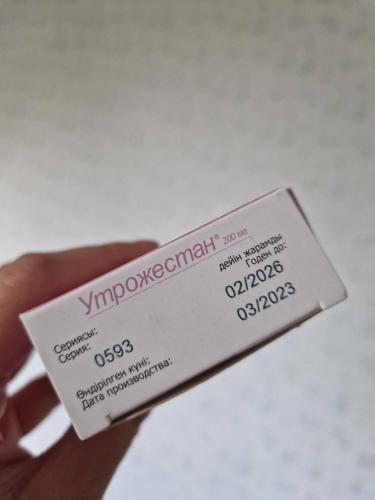 Утрожестан® 200 мг
дейін жарамды
Годен до:
Сериясы:
Серия: 0593
02/2026
Өндірілген күні:
Дата производства:
03/2023